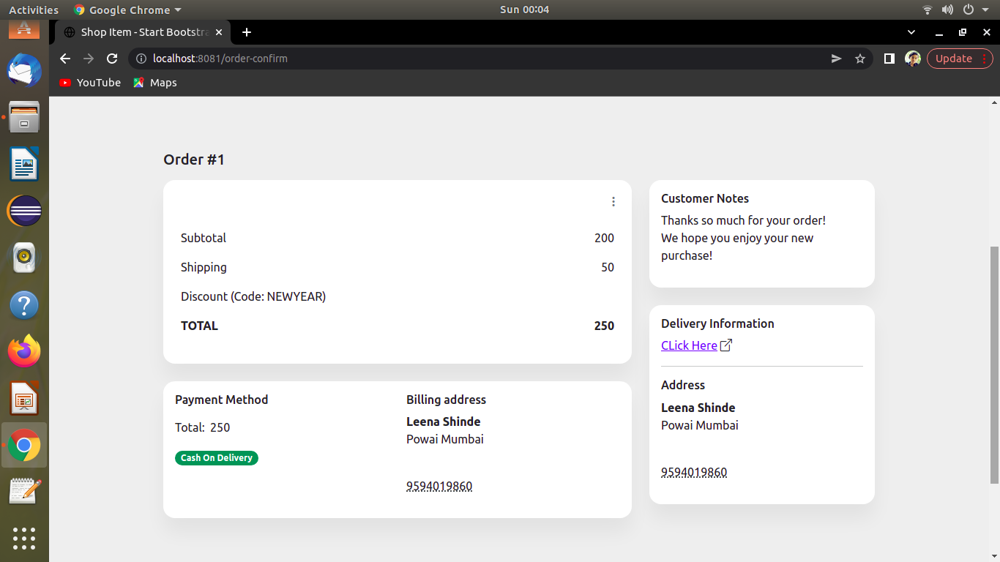 Activities
Google Chrome
Sun 00:04
Shop Item - Start Bootstra
localhost:8081/order-confirm
Update
YouTube
Maps
Order #1
Subtotal 200
Shipping 50
Discount (Code: NEWYEAR)
TOTAL 250
Customer Notes
Thanks so much for your order!
We hope you enjoy your new
purchase!
Delivery Information
CLick Here
Address
Leena Shinde
Powai Mumbai
9594019860
Payment Method
Total: 250
Cash On Delivery
Billing address
Leena Shinde
Powai Mumbai
9594019860